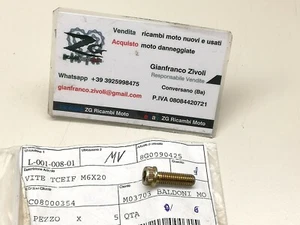 Vendita ricambi moto nuovi e usati
Acquisto moto danneggiate
Gianfranco Zivoli
Responsabile Vendite
Whatsapp +39 3925998475
Conversano (Ba)
gianfranco.zivoli@gmail.com
P.IVA 08084420721
ZG Ricambi Moto
L-001-008-01
MV
8G0090425
VITE TCEIF M6X20
C08000354
M03703 BALDONI MO
PEZZO X 5
QTA